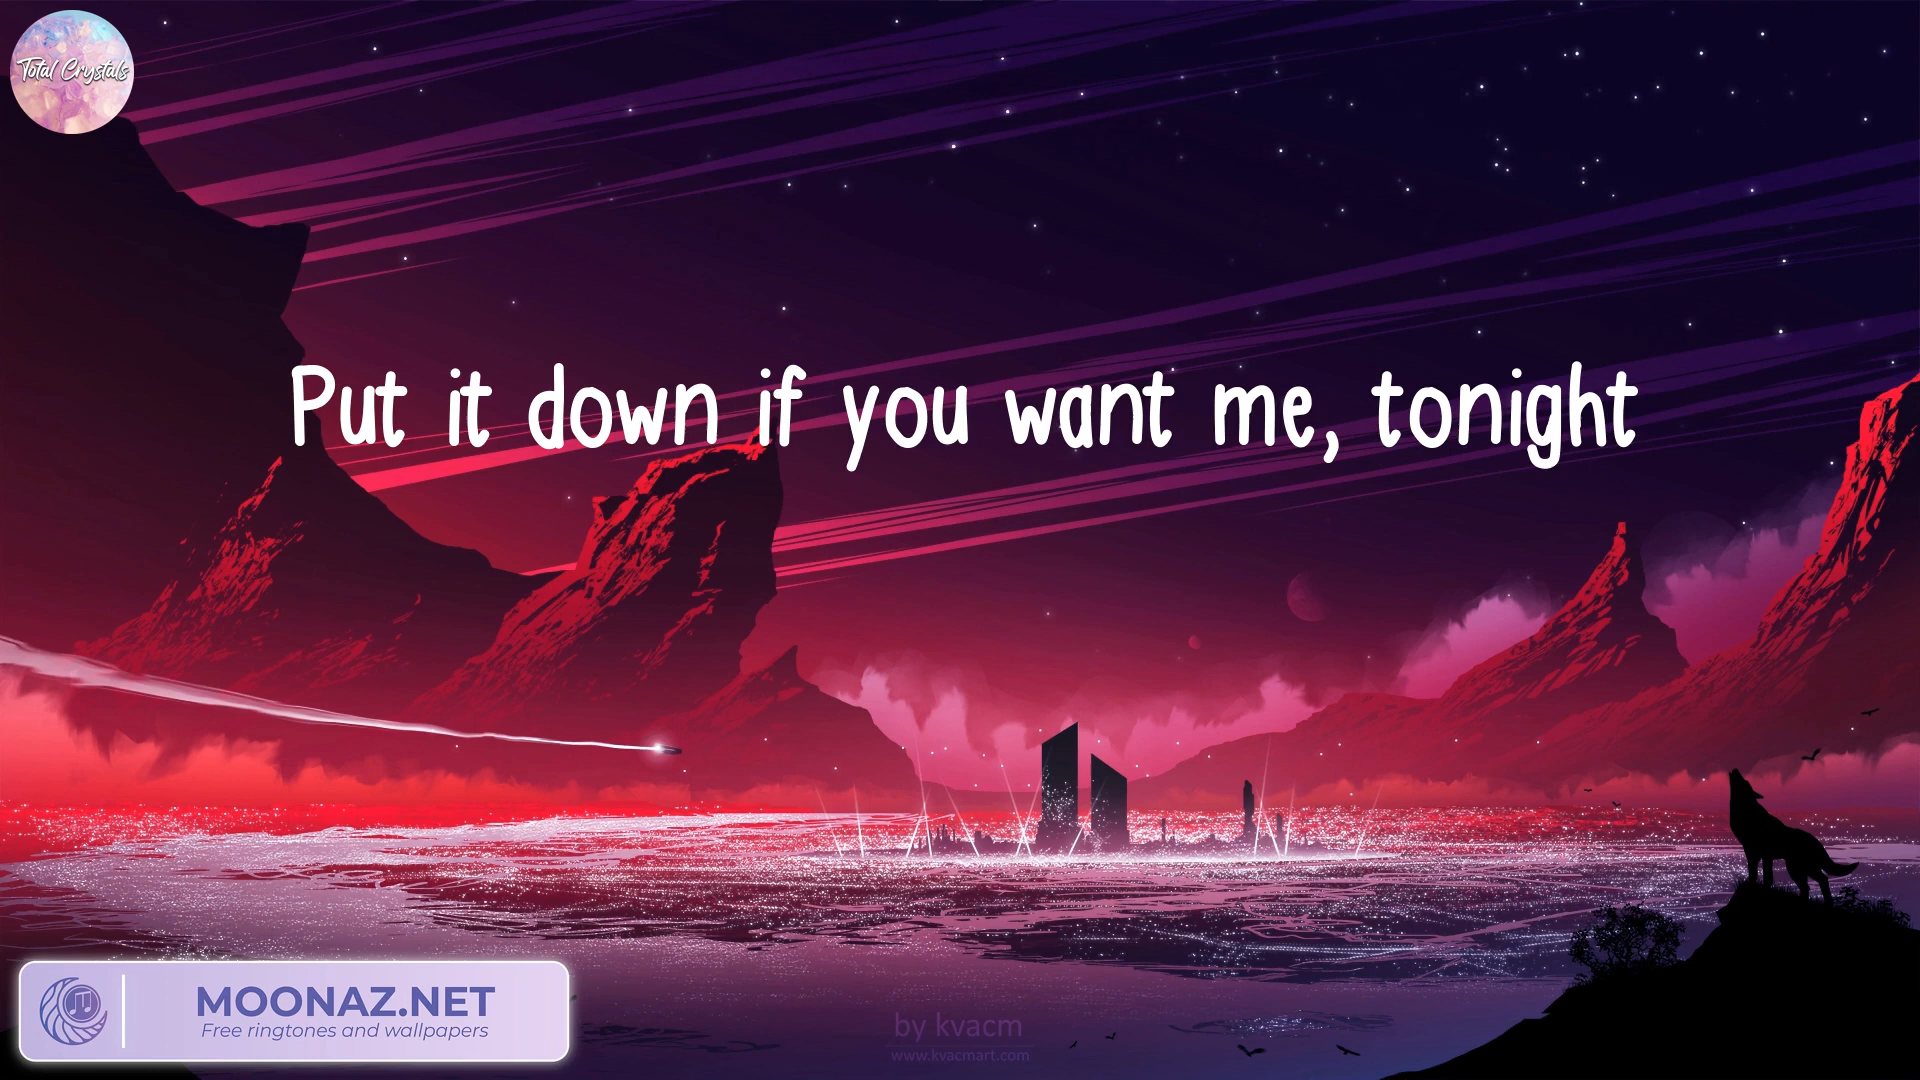 Total Crystals
Put it down if you want me, tonight
MOONAZ.NET
Free ringtones and wallpapers
by kvacm
www.kvacmart.com